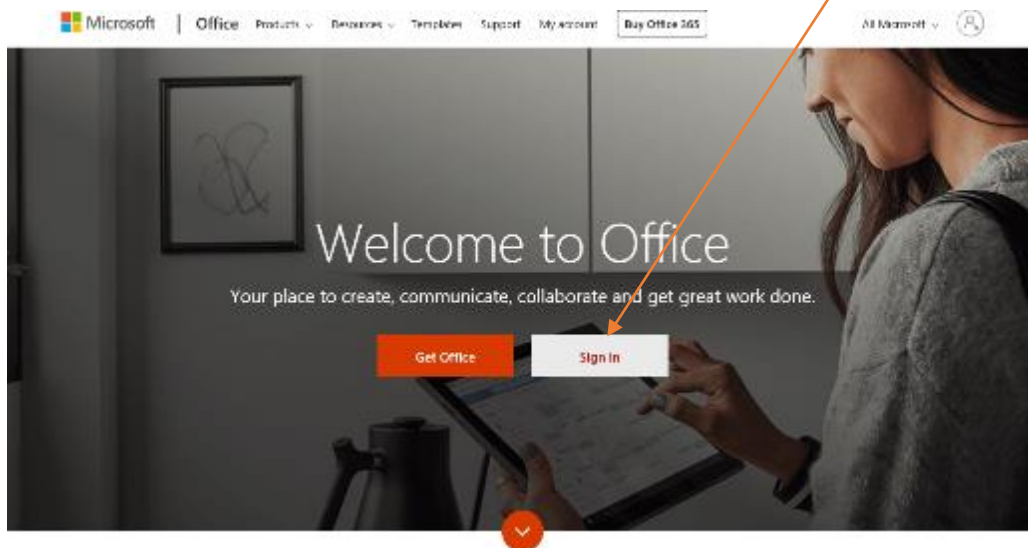 Microsoft | Office Products Resources Templates Support My account Buy Office 365 All Microsoft
Welcome to Office
Your place to create, communicate, collaborate and get great work done.
Get Office Sign in